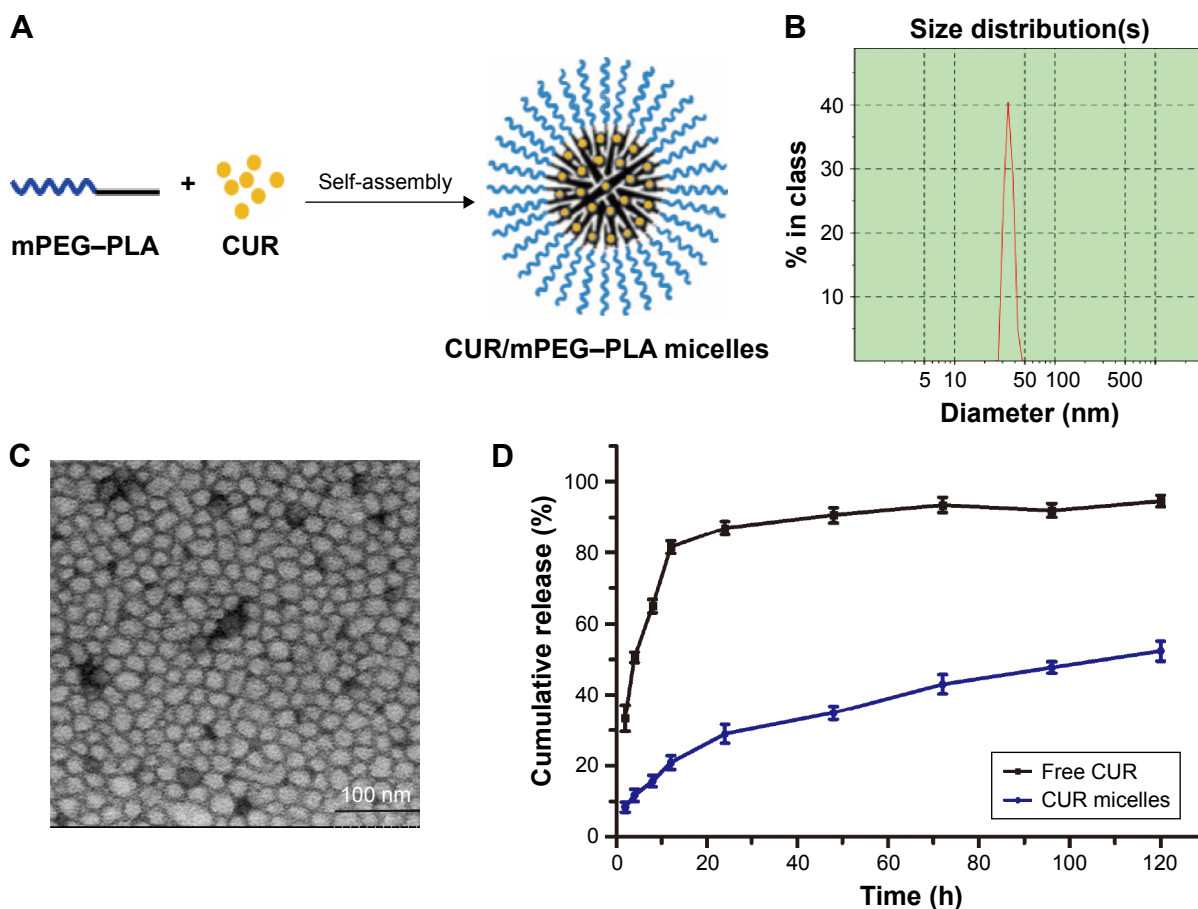 A
mPEG–PLA
+
CUR
Self-assembly
CUR/mPEG–PLA micelles
B
Size distribution(s)
% in class
40
30
20
10
5 10 50 100 500
Diameter (nm)
C
100 nm
D
Cumulative release (%)
100
80
60
40
20
0
0 20 40 60 80 100 120
Time (h)
Free CUR
CUR micelles